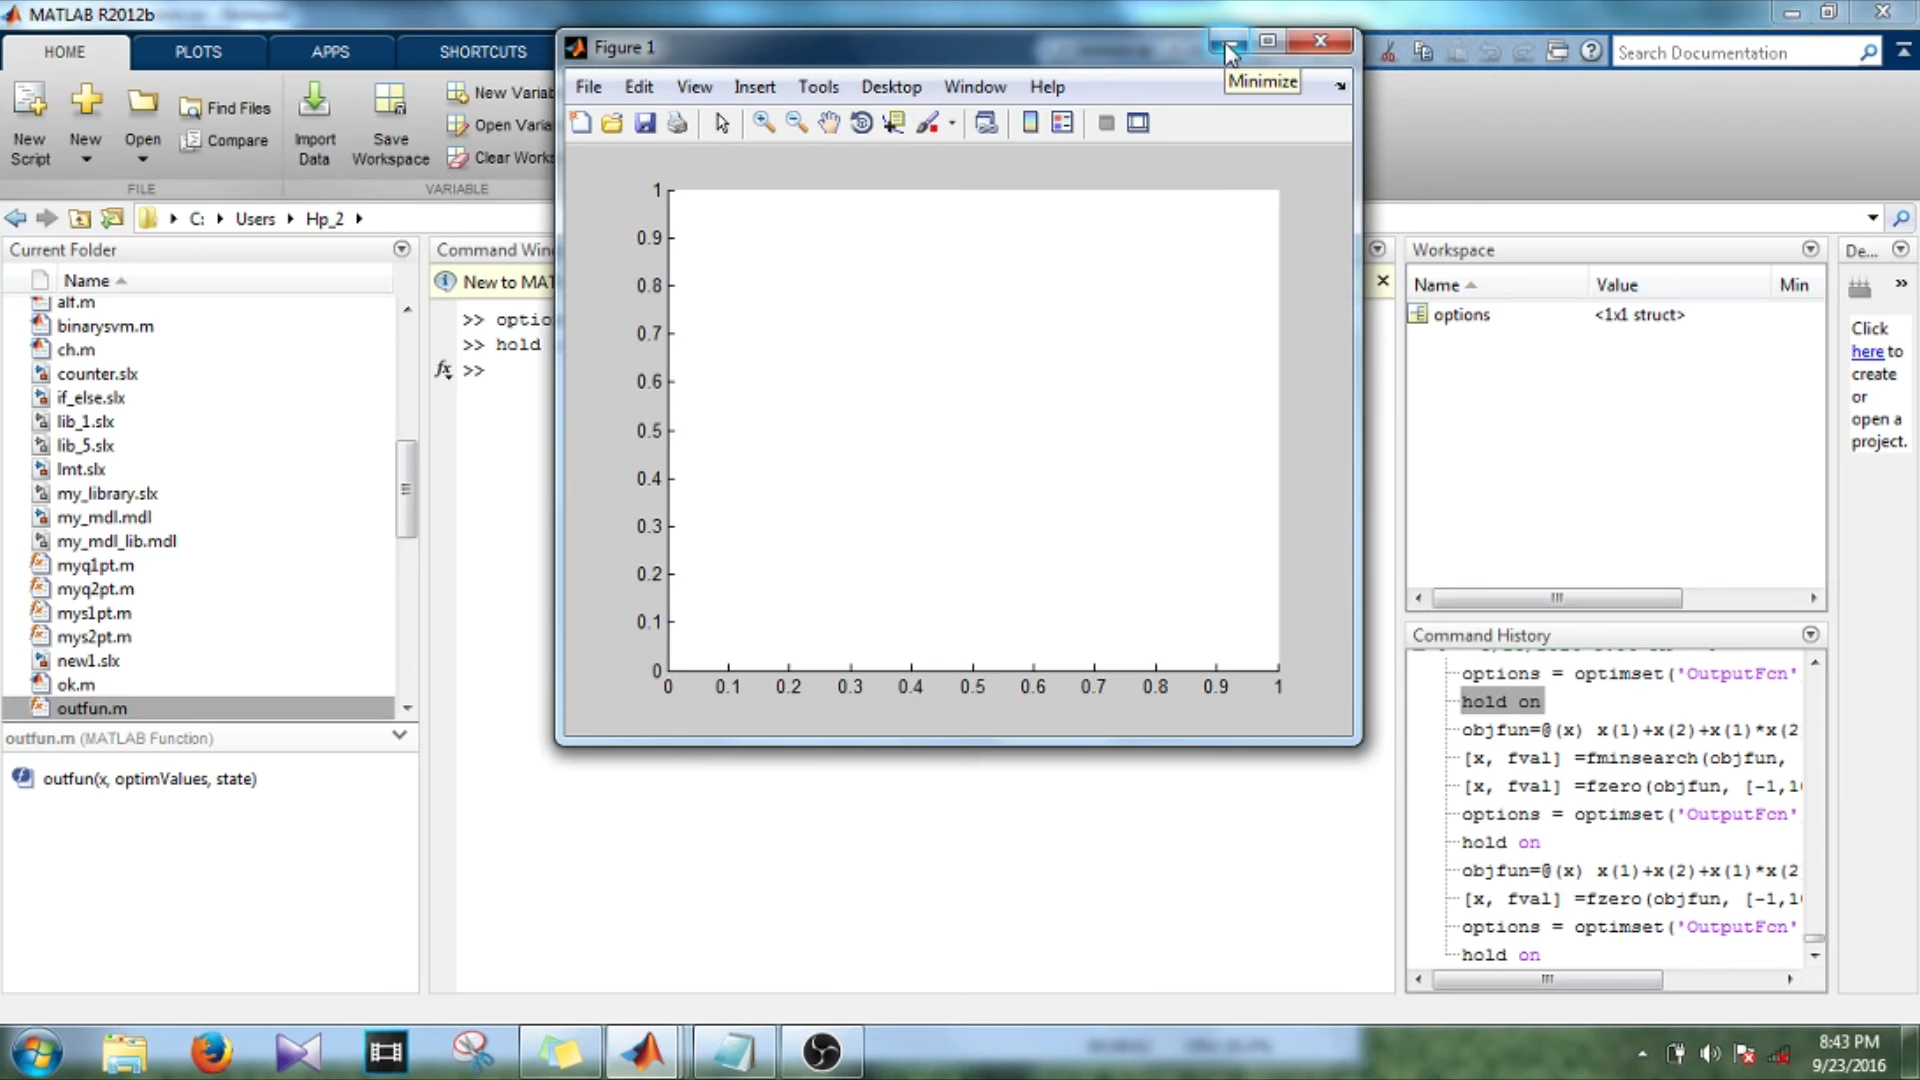 MATLAB R2012b
HOME
PLOTS
APPS
SHORTCUTS
Search Documentation
New Script
New
Open
Find Files
Compare
Import Data
Save Workspace
New Variab
Open Varia
Clear Works
FILE
VARIABLE
C:
Users
Hp_2
Current Folder
Name
alf.m
binarysvm.m
ch.m
counter.slx
if_else.slx
lib_1.slx
lib_5.slx
lmt.slx
my_library.slx
my_mdl.mdl
my_mdl_lib.mdl
myq1pt.m
myq2pt.m
mys1pt.m
mys2pt.m
new1.slx
ok.m
outfun.m
outfun.m (MATLAB Function)
outfun(x, optimValues, state)
Command Win
New to MAT
>> optio
>> hold
fx >>
Figure 1
Minimize
File Edit View Insert Tools Desktop Window Help
1
0.9
0.8
0.7
0.6
0.5
0.4
0.3
0.2
0.1
0
0 0.1 0.2 0.3 0.4 0.5 0.6 0.7 0.8 0.9 1
Workspace
Name Value Min
options <1x1 struct>
De...
Click
here to
create
or
open a
project.
Command History
options = optimset('OutputFcn'
hold on
objfun=@(x) x(1)+x(2)+x(1)*x(2
[x, fval] =fminsearch(objfun,
[x, fval] =fzero(objfun, [-1,1
options = optimset('OutputFcn'
hold on
objfun=@(x) x(1)+x(2)+x(1)*x(2
[x, fval] =fzero(objfun, [-1,1
options = optimset('OutputFcn'
hold on
8:43 PM
9/23/2016